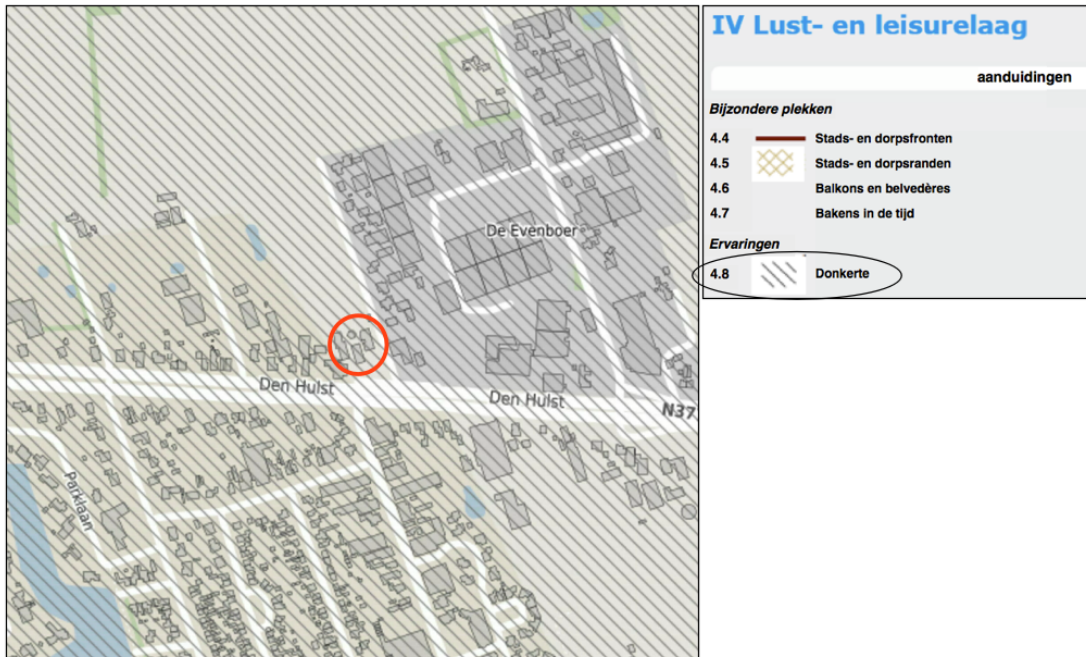 De Evenboer
Den Hulst
Den Hulst
N37
Parklaan
IV Lust- en leisurelaag
aanduidingen
Bijzondere plekken
4.4 Stads- en dorpsfronten
4.5 Stads- en dorpsranden
4.6 Balkons en belvedères
4.7 Bakens in de tijd
Ervaringen
4.8 Donkerte